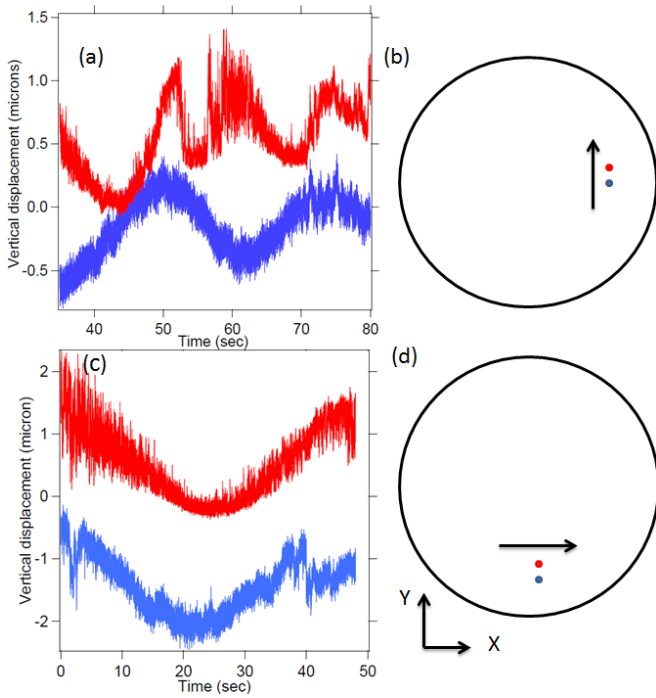 (a)
Vertical displacement (microns)
1.5
1.0
0.5
0.0
-0.5
40 50 60 70 80
Time (sec)
(b)
(c)
Vertical displacement (micron)
2
1
0
-1
-2
0 10 20 30 40 50
Time (sec)
(d)
Y
X